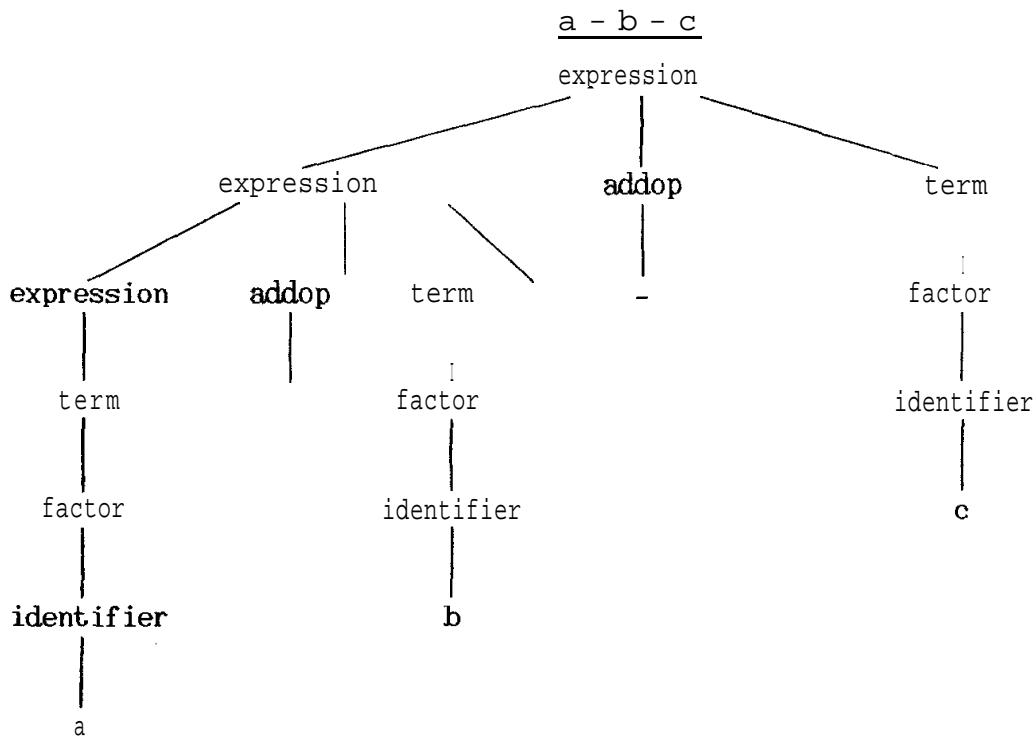 a - b - c
expression
expression addop term
expression addop term - factor
term factor identifier
factor identifier c
identifier b
a